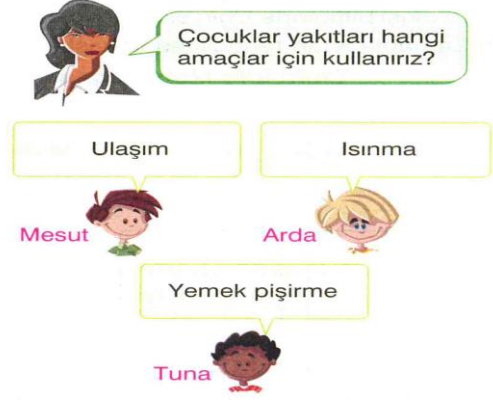 Çocuklar yakıtları hangi
amaçlar için kullanırız?
Ulaşım
Isınma
Mesut
Arda
Yemek pişirme
Tuna